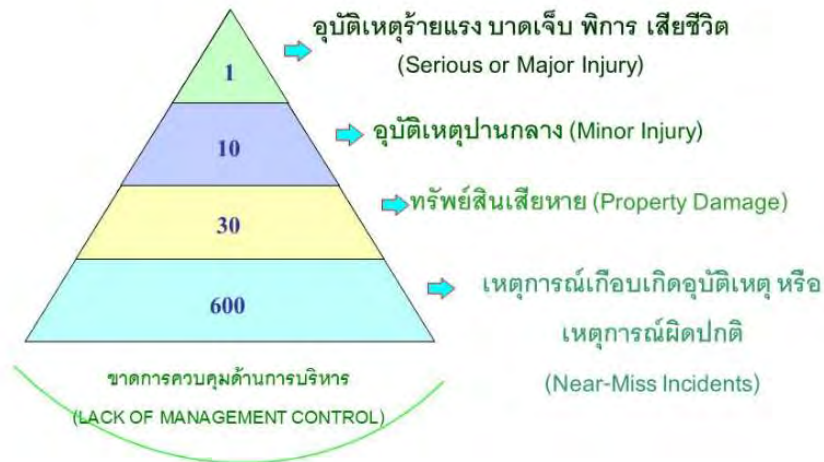 1
อุบัติเหตุร้ายแรง บาดเจ็บ พิการ เสียชีวิต
(Serious or Major Injury)
10
อุบัติเหตุปานกลาง (Minor Injury)
30
ทรัพย์สินเสียหาย (Property Damage)
600
เหตุการณ์เกือบเกิดอุบัติเหตุ หรือ
เหตุการณ์ผิดปกติ
(Near-Miss Incidents)
ขาดการควบคุมด้านการบริหาร
(LACK OF MANAGEMENT CONTROL)